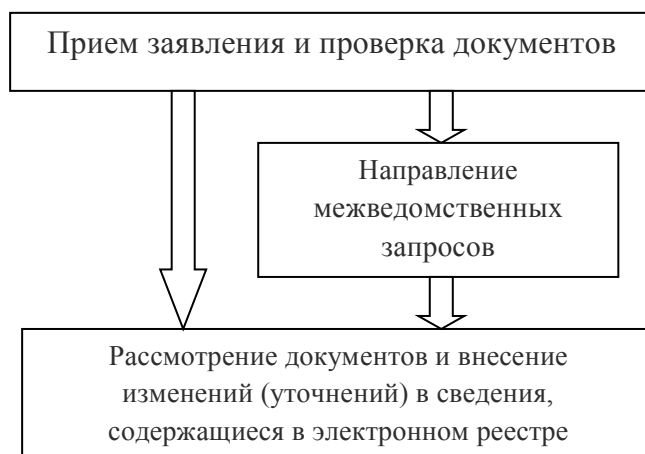 Прием заявления и проверка документов
Направление
межведомственных
запросов
Рассмотрение документов и внесение
изменений (уточнений) в сведения,
содержащиеся в электронном реестре